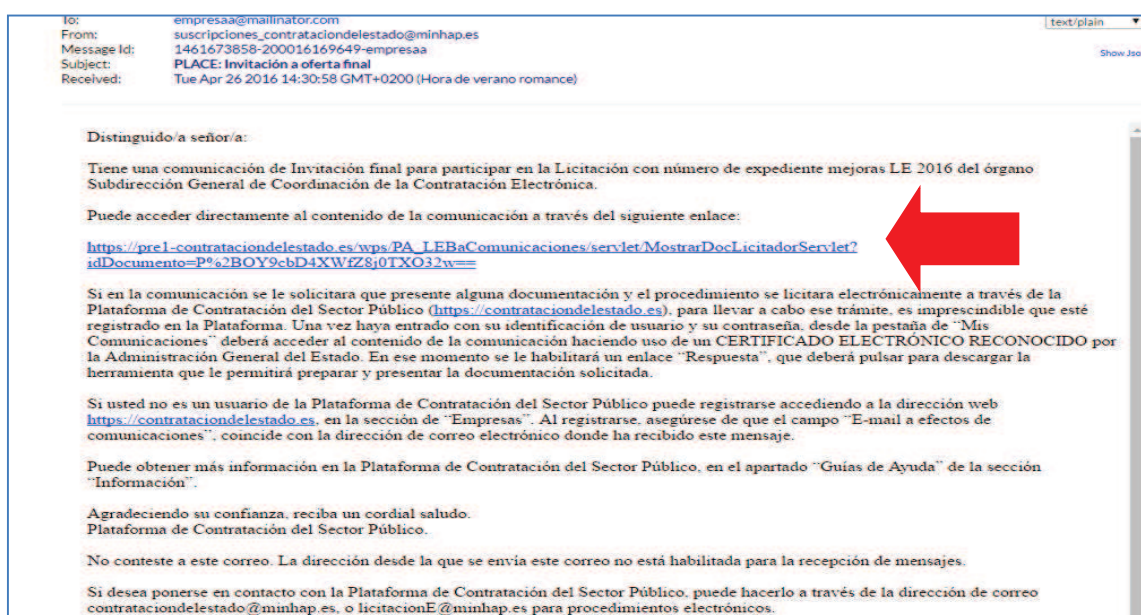 To: empresaa@mailinator.com
text/plain
From: suscripciones_contrataciondelestado@minhap.es
Message Id: 1461673858-200016169649-empresaa
Show Jso
Subject: PLACE: Invitación a oferta final
Received: Tue Apr 26 2016 14:30:58 GMT+0200 (Hora de verano romance)
Distinguido/a señor/a:
Tiene una comunicación de Invitación final para participar en la Licitación con número de expediente mejoras LE 2016 del órgano
Subdirección General de Coordinación de la Contratación Electrónica.
Puede acceder directamente al contenido de la comunicación a través del siguiente enlace:
https://pre1-contrataciondelestado.es/wps/PA_LEBaComunicaciones/servlet/MostrarDocLicitadorServlet?
idDocumento=P%2BOY9cbD4XWfZ8j0TXO32w==
Si en la comunicación se le solicitara que presente alguna documentación y el procedimiento se licitara electrónicamente a través de la
Plataforma de Contratación del Sector Público (https://contrataciondelestado.es), para llevar a cabo ese trámite, es imprescindible que esté
registrado en la Plataforma. Una vez haya entrado con su identificación de usuario y su contraseña, desde la pestaña de "Mis
Comunicaciones" deberá acceder al contenido de la comunicación haciendo uso de un CERTIFICADO ELECTRÓNICO RECONOCIDO por
la Administración General del Estado. En ese momento se le habilitará un enlace "Respuesta", que deberá pulsar para descargar la
herramienta que le permitirá preparar y presentar la documentación solicitada.
Si usted no es un usuario de la Plataforma de Contratación del Sector Público puede registrarse accediendo a la dirección web
https://contrataciondelestado.es, en la sección de "Empresas". Al registrarse, asegúrese de que el campo "E-mail a efectos de
comunicaciones", coincide con la dirección de correo electrónico donde ha recibido este mensaje.
Puede obtener más información en la Plataforma de Contratación del Sector Público, en el apartado "Guías de Ayuda" de la sección
"Información".
Agradeciendo su confianza, reciba un cordial saludo.
Plataforma de Contratación del Sector Público.
No conteste a este correo. La dirección desde la que se envía este correo no está habilitada para la recepción de mensajes.
Si desea ponerse en contacto con la Plataforma de Contratación del Sector Público, puede hacerlo a través de la dirección de correo
contrataciondelestado@minhap.es, o licitacionE@minhap.es para procedimientos electrónicos.